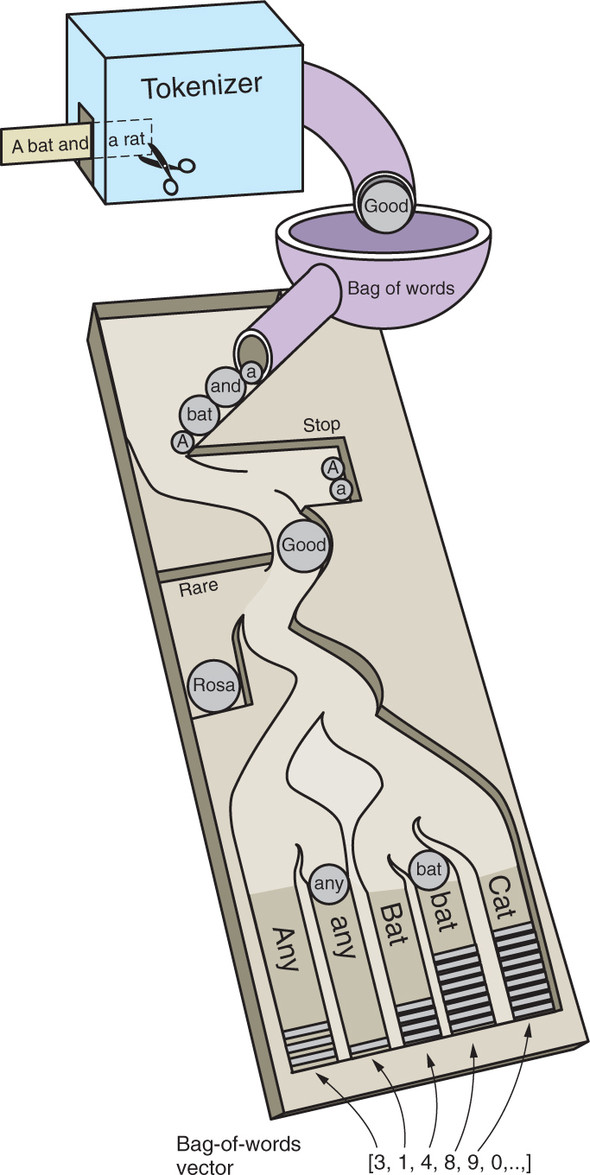 Tokenizer
A bat and
a rat
Good
Bag of words
a
and
bat
A
Stop
A
a
Good
Rare
Rosa
any
bat
Any
any
Bat
bat
Cat
Bag-of-words
vector
[3, 1, 4, 8, 9, 0,..,]